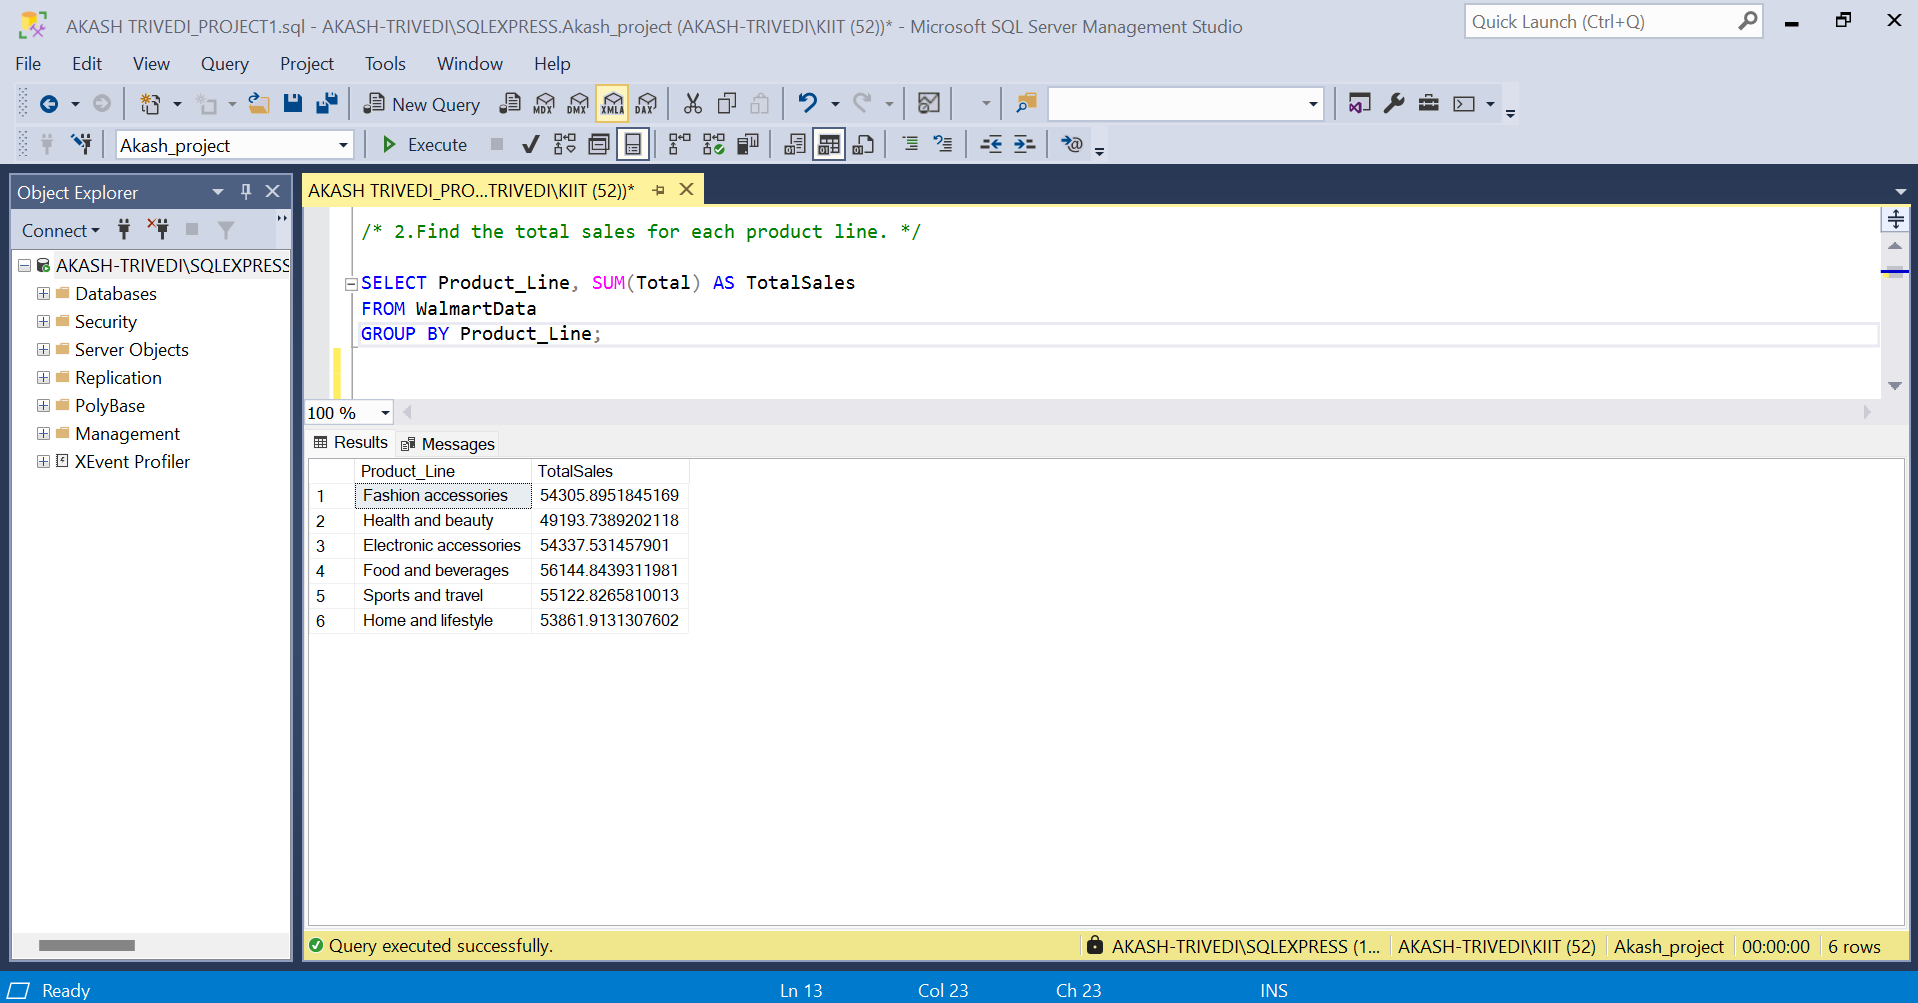 AKASH TRIVEDI_PROJECT1.sql - AKASH-TRIVEDI\SQLEXPRESS.Akash_project (AKASH-TRIVEDI\KIIT (52))* - Microsoft SQL Server Management Studio
Quick Launch (Ctrl+Q)
File Edit View Query Project Tools Window Help
New Query MDX DMX XMLA DAX
Akash_project Execute
Object Explorer
Connect
AKASH-TRIVEDI\SQLEXPRESS
Databases
Security
Server Objects
Replication
PolyBase
Management
XEvent Profiler
AKASH TRIVEDI_PRO...TRIVEDI\KIIT (52))*
/* 2.Find the total sales for each product line. */
SELECT Product_Line, SUM(Total) AS TotalSales
FROM WalmartData
GROUP BY Product_Line;
100 %
Results Messages
Product_Line TotalSales
1 Fashion accessories 54305.8951845169
2 Health and beauty 49193.7389202118
3 Electronic accessories 54337.531457901
4 Food and beverages 56144.8439311981
5 Sports and travel 55122.8265810013
6 Home and lifestyle 53861.9131307602
Query executed successfully. AKASH-TRIVEDI\SQLEXPRESS (1... AKASH-TRIVEDI\KIIT (52) Akash_project 00:00:00 6 rows
Ready Ln 13 Col 23 Ch 23 INS